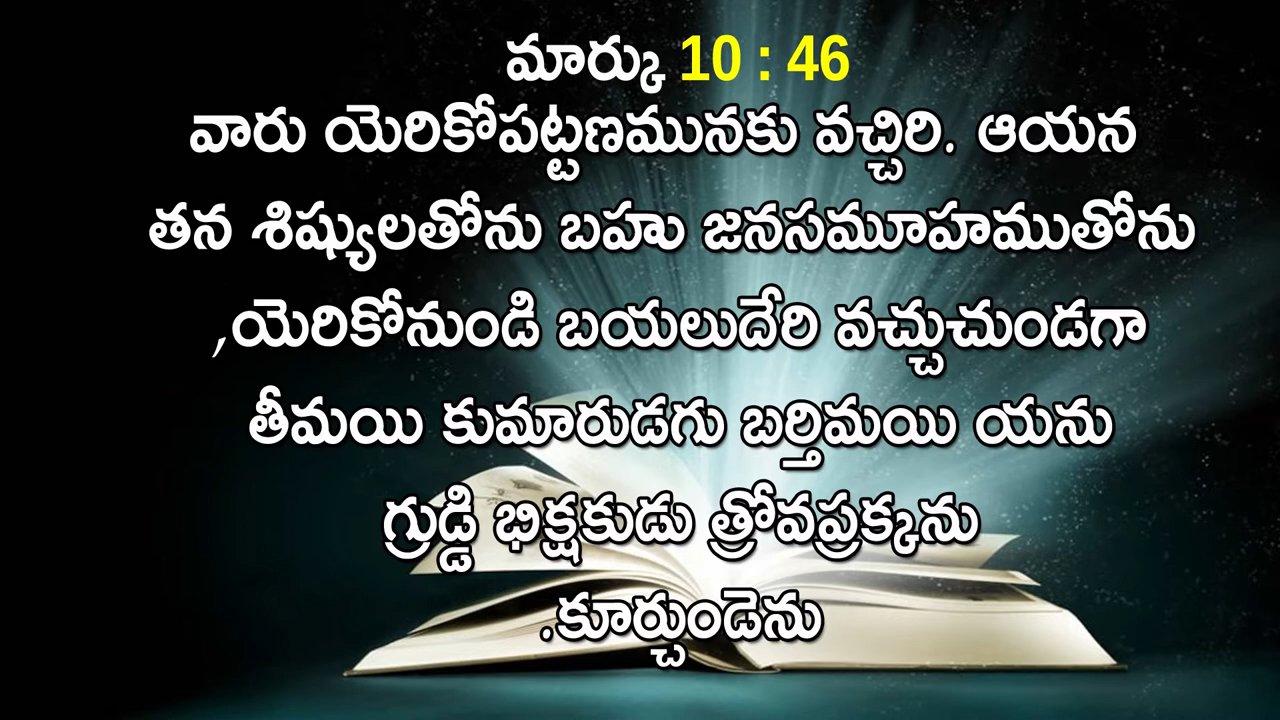 మార్కు 10 : 46
వారు యెరికోపట్టణమునకు వచ్చిరి. ఆయన
తన శిష్యులతోను బహు జనసమూహముతోను
,యెరికోనుండి బయలుదేరి వచ్చుచుండగా
తీమయి కుమారుడగు బర్తిమయి యను
గ్రుడ్డి భిక్షకుడు త్రోవప్రక్కను
.కూర్చుండెను